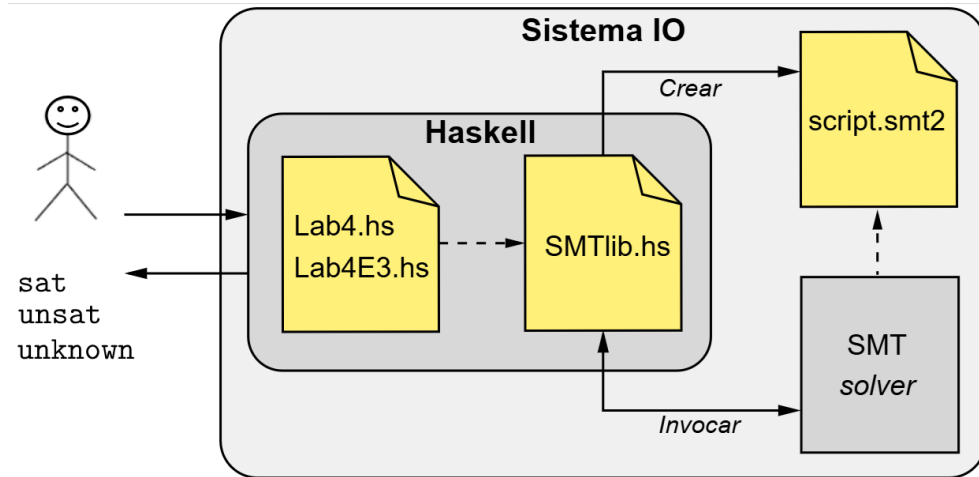 Sistema IO
Crear
script.smt2
Haskell
Lab4.hs
Lab4E3.hs
SMTlib.hs
sat
unsat
unknown
SMT
solver
Invocar